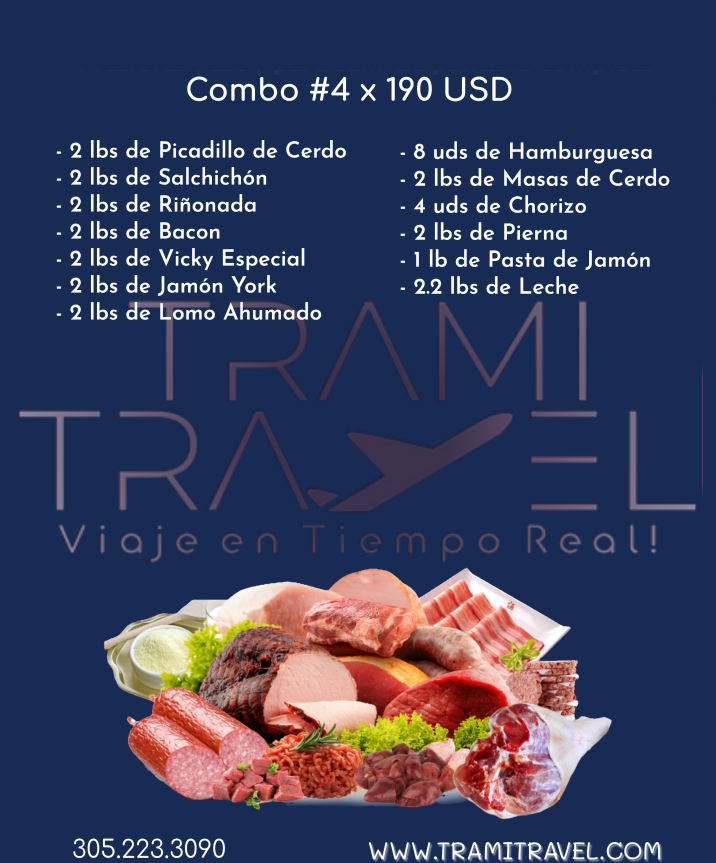 Combo #4 x 190 USD
- 2 lbs de Picadillo de Cerdo
- 2 lbs de Salchichón
- 2 lbs de Riñonada
- 2 lbs de Bacon
- 2 lbs de Vicky Especial
- 2 lbs de Jamón York
- 2 lbs de Lomo Ahumado
- 8 uds de Hamburguesa
- 2 lbs de Masas de Cerdo
- 4 uds de Chorizo
- 2 lbs de Pierna
- 1 lb de Pasta de Jamón
- 2.2 lbs de Leche
TRAMI
TRAVEL
Viaje en Tiempo Real!
305.223.3090
WWW.TRAMITRAVEL.COM